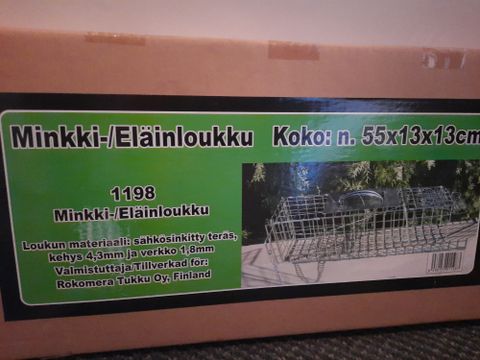 Minkki-/Eläinloukku Koko: n. 55x13x13cm
1198
Minkki-/Eläinloukku
Loukun materiaali: sähkösinkitty teräs,
kehys 4,3mm ja verkko 1,8mm
Valmistuttaja/Tillverkad för:
Rokomera Tukku Oy, Finland